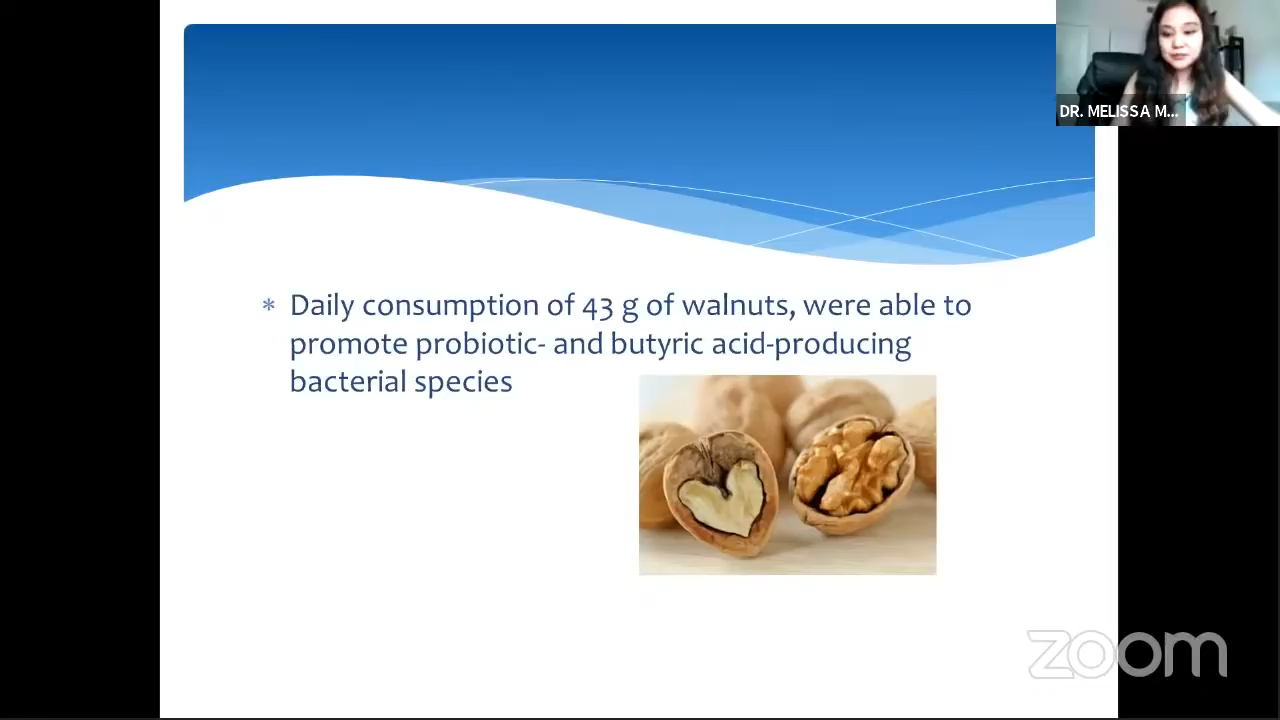 DR. MELISSA M...
* Daily consumption of 43 g of walnuts, were able to
promote probiotic- and butyric acid-producing
bacterial species
zoom